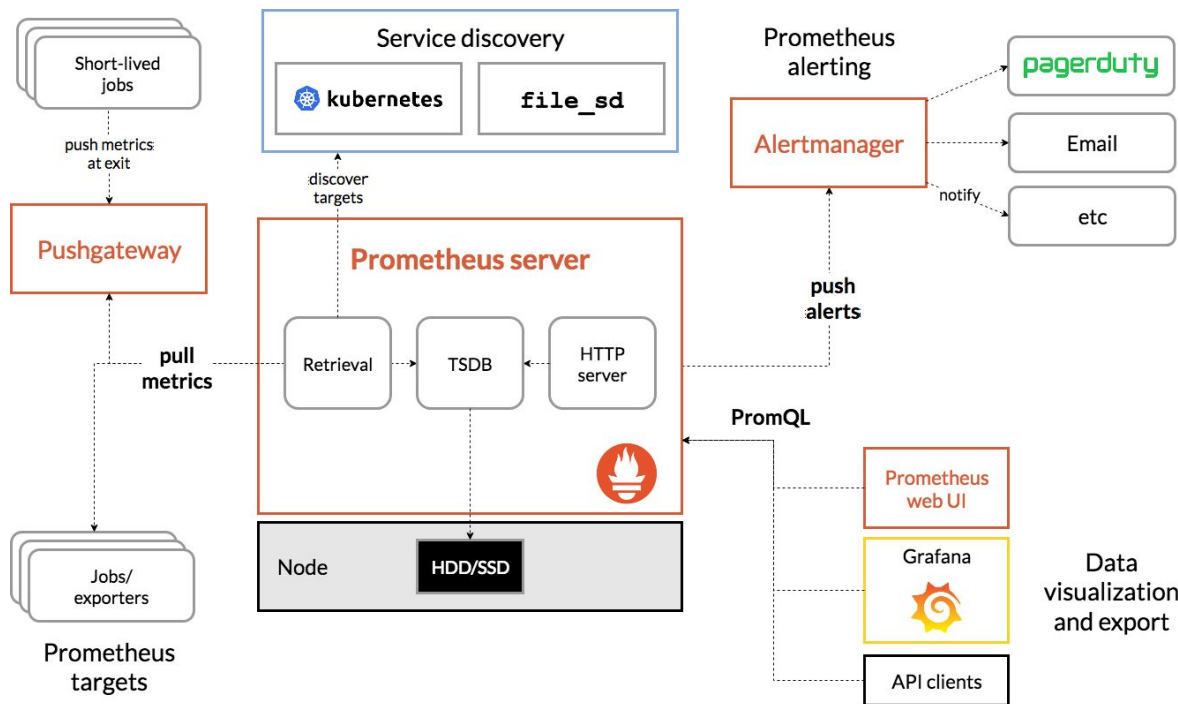 Short-lived
jobs
push metrics
at exit
Pushgateway
pull
metrics
Jobs/
exporters
Prometheus
targets
Service discovery
kubernetes
file_sd
discover
targets
Prometheus server
Retrieval
TSDB
HTTP
server
Node
HDD/SSD
Prometheus
alerting
Alertmanager
pagerduty
Email
notify
etc
push
alerts
PromQL
Prometheus
web UI
Grafana
API clients
Data
visualization
and export